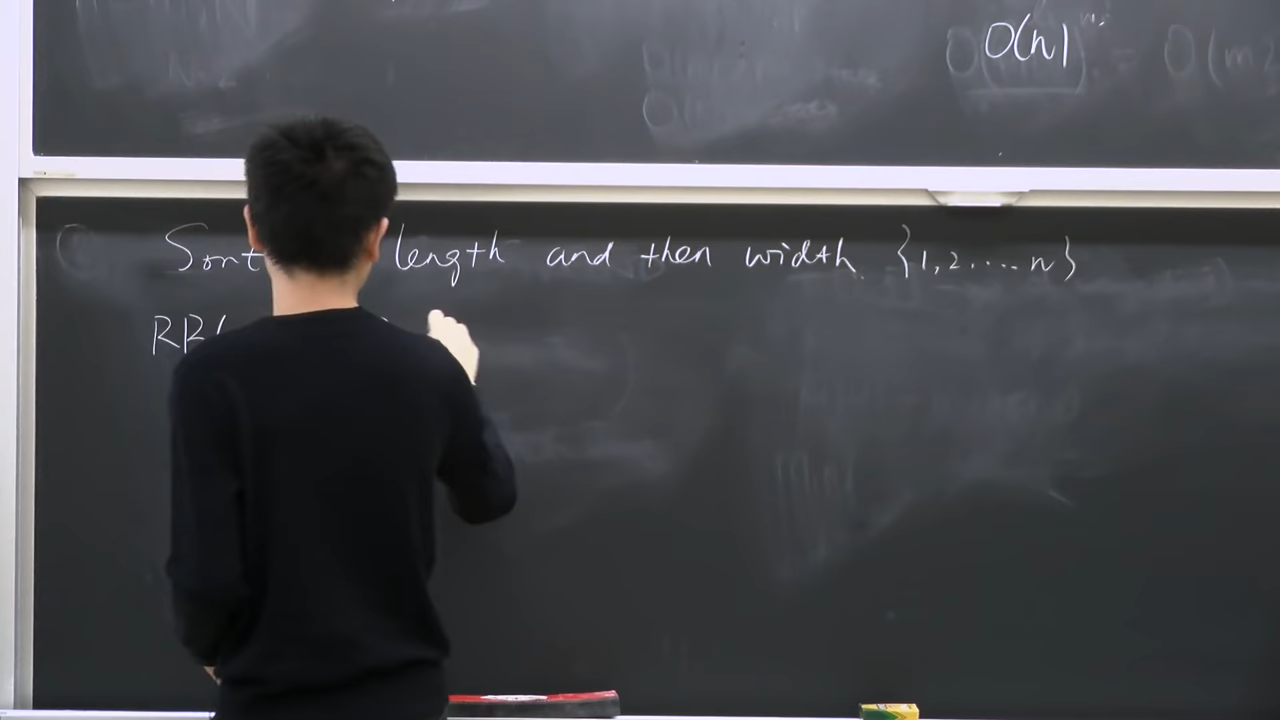 O(n)
Sort length and then width {1,2,...n}
RB(